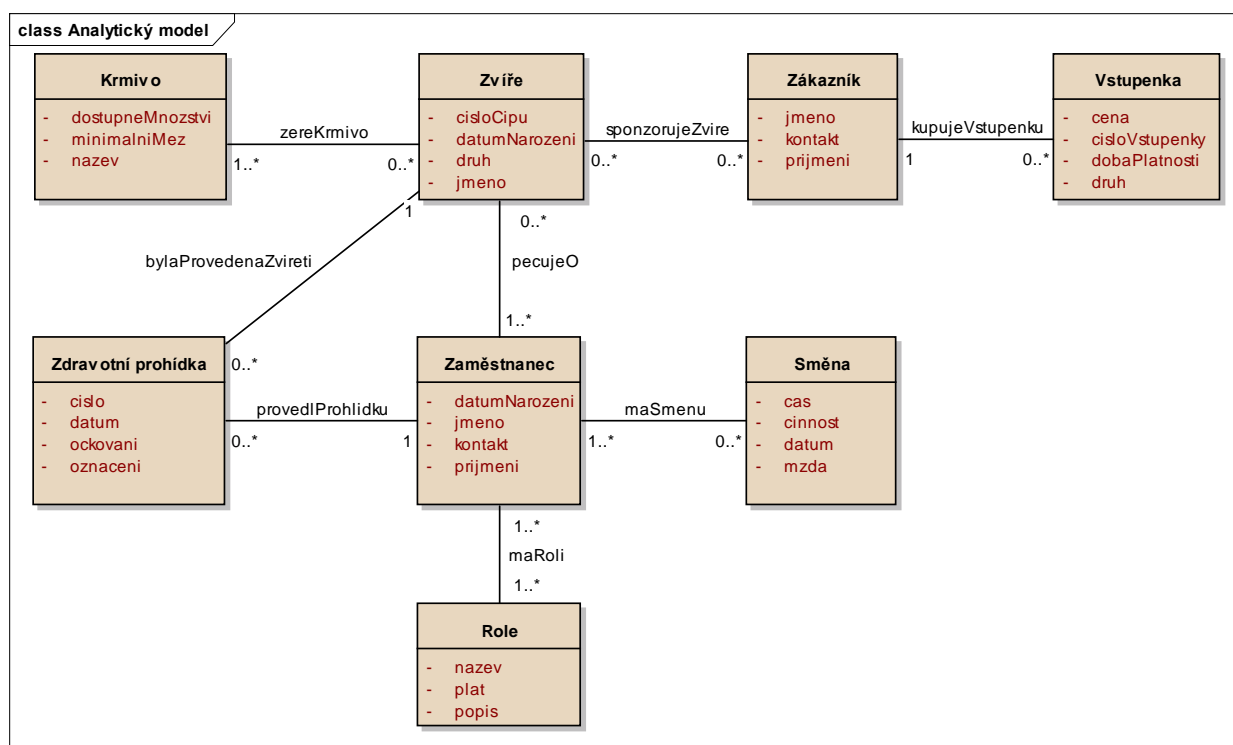 class Analytický model
Krmivo
- dostupneMnozstvi
- minimalniMez
- nazev
zereKrmivo
1..*
0..*
Zvíře
- cisloCipu
- datumNarozeni
- druh
- jmeno
sponzorujeZvire
0..*
0..*
Zákazník
- jmeno
- kontakt
- prijmeni
kupujeVstupenku
1
0..*
Vstupenka
- cena
- cisloVstupenky
- dobaPlatnosti
- druh
1
bylaProvedenaZvireti
0..*
0..*
pecujeO
1..*
Zdravotní prohídka
- cislo
- datum
- ockovani
- oznaceni
provedlProhlidku
0..*
1
Zaměstnanec
- datumNarozeni
- jmeno
- kontakt
- prijmeni
maSmenu
1..*
0..*
Směna
- cas
- cinnost
- datum
- mzda
1..*
maRoli
1..*
Role
- nazev
- plat
- popis